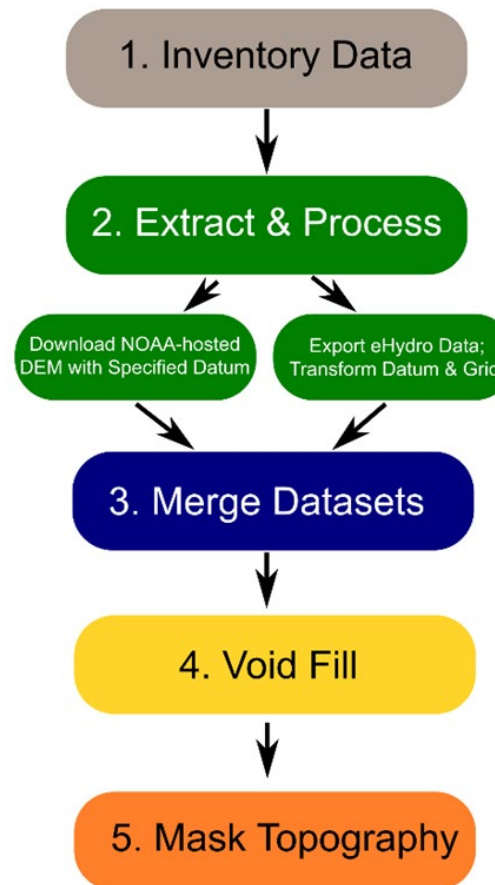 1. Inventory Data
2. Extract & Process
Download NOAA-hosted
DEM with Specified Datum
Export eHydro Data;
Transform Datum & Grid
3. Merge Datasets
4. Void Fill
5. Mask Topography